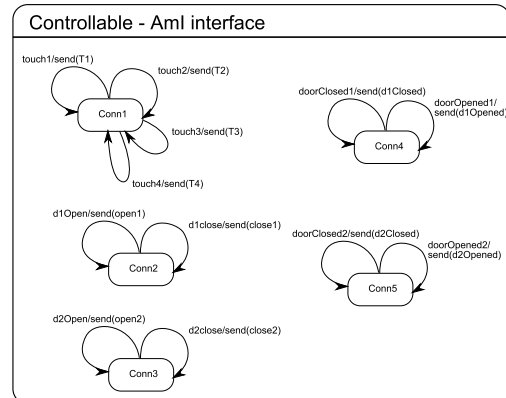 Controllable - AmI interface
touch1/send(T1)
touch2/send(T2)
Conn1
touch3/send(T3)
touch4/send(T4)
doorClosed1/send(d1Closed)
doorOpened1/
send(d1Opened)
Conn4
d1Open/send(open1)
d1close/send(close1)
Conn2
doorClosed2/send(d2Closed)
doorOpened2/
send(d2Opened)
Conn5
d2Open/send(open2)
d2close/send(close2)
Conn3